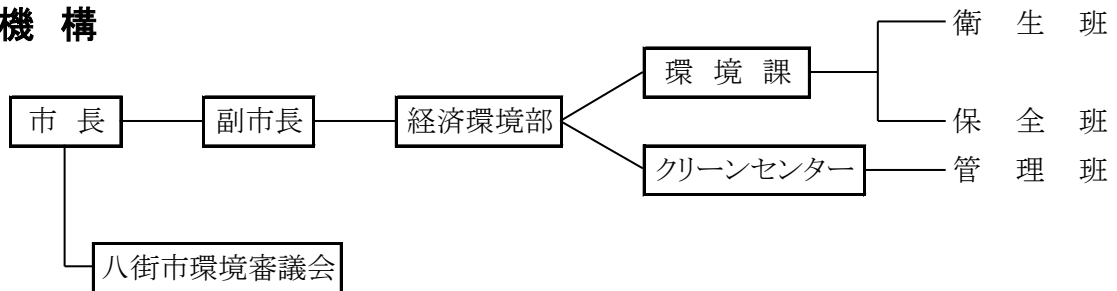 機 構
市 長
副市長
経済環境部
環 境 課
衛 生 班
保 全 班
クリーンセンター
管 理 班
八街市環境審議会